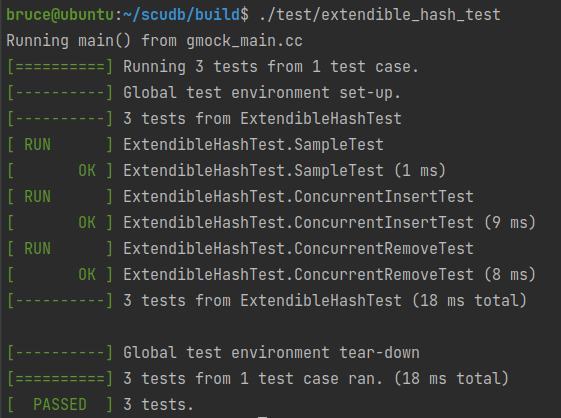 bruce@ubuntu:~/scudb/build$ ./test/extendible_hash_test
Running main() from gmock_main.cc
[==========] Running 3 tests from 1 test case.
[----------] Global test environment set-up.
[----------] 3 tests from ExtendibleHashTest
[ RUN      ] ExtendibleHashTest.SampleTest
[       OK ] ExtendibleHashTest.SampleTest (1 ms)
[ RUN      ] ExtendibleHashTest.ConcurrentInsertTest
[       OK ] ExtendibleHashTest.ConcurrentInsertTest (9 ms)
[ RUN      ] ExtendibleHashTest.ConcurrentRemoveTest
[       OK ] ExtendibleHashTest.ConcurrentRemoveTest (8 ms)
[----------] 3 tests from ExtendibleHashTest (18 ms total)

[----------] Global test environment tear-down
[==========] 3 tests from 1 test case ran. (18 ms total)
[  PASSED  ] 3 tests.